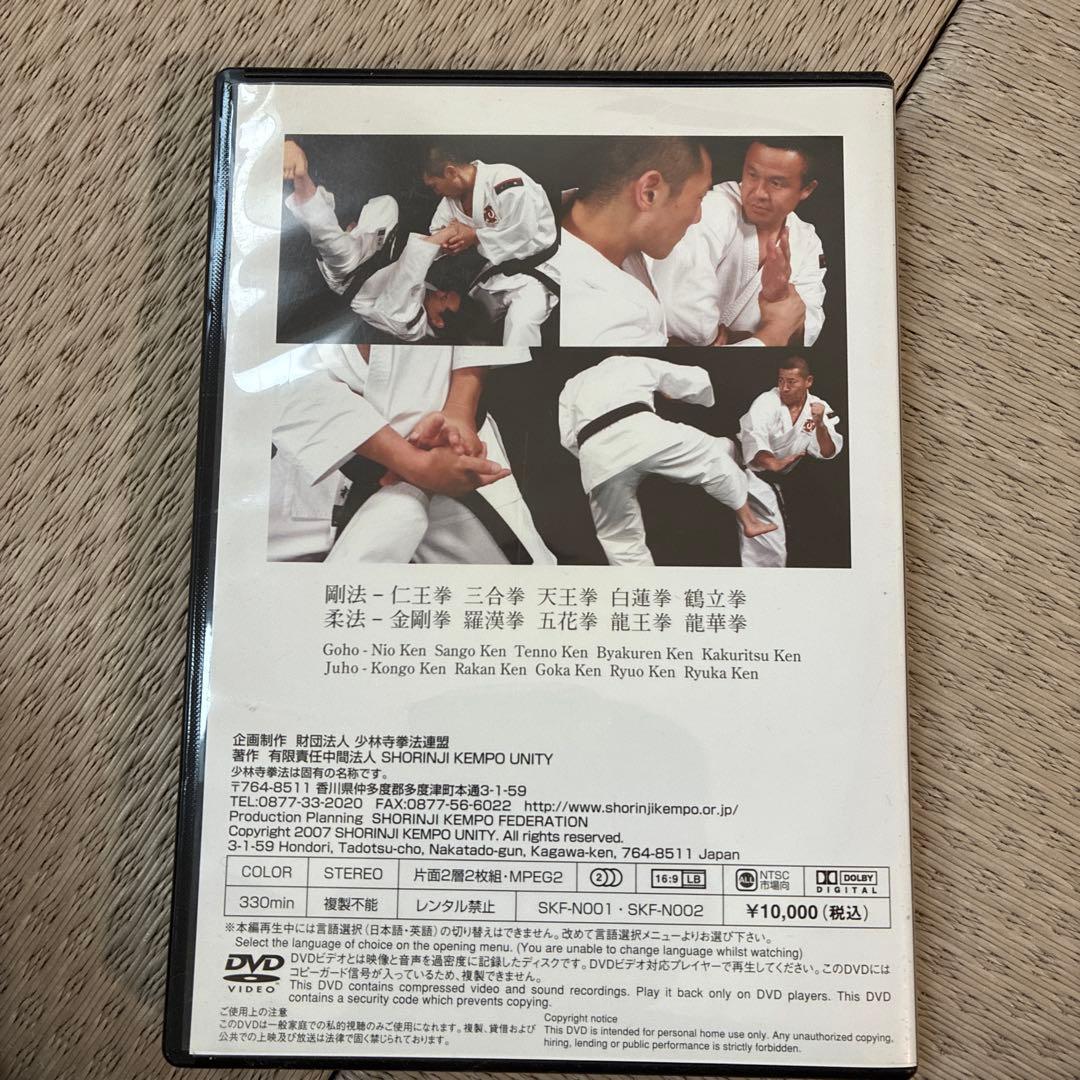 剛法－仁王拳 三合拳 天王拳 白蓮拳 鶴立拳
柔法－金剛拳 羅漢拳 五花拳 龍王拳 龍華拳
Goho - Nio Ken Sango Ken Tenno Ken Byakuren Ken Kakuritsu Ken
Juho - Kongo Ken Rakan Ken Goka Ken Ryuo Ken Ryuka Ken
企画制作 財団法人 少林寺拳法連盟
著作 有限責任中間法人 SHORINJI KEMPO UNITY
少林寺拳法は固有の名称です。
〒764-8511 香川県仲多度郡多度津町本通3-1-59
TEL:0877-33-2020 FAX:0877-56-6022 http://www.shorinjikempo.or.jp/
Production Planning SHORINJI KEMPO FEDERATION
Copyright 2007 SHORINJI KEMPO UNITY. All rights reserved.
3-1-59 Hondori, Tadotsu-cho, Nakatado-gun, Kagawa-ken, 764-8511 Japan
COLOR STEREO 片面2層2枚組・MPEG2 2 16:9 LB ALL NTSC 市場向 DOLBY DIGITAL
330min 複製不能 レンタル禁止 SKF-N001・SKF-N002 ¥10,000(税込)
※本編再生中には言語選択(日本語・英語)の切り替えはできません。改めて言語選択メニューよりお選び下さい。
Select the language of choice on the opening menu. (You are unable to change language whilst watching)
DVD VIDEO
DVDビデオとは映像と音声を高密度に記録したディスクです。DVDビデオ対応プレイヤーで再生してください。このDVDには
コピーガード信号が入っているため、複製できません。
This DVD contains compressed video and sound recordings. Play it back only on DVD players. This DVD
contains a security code which prevents copying.
ご使用上の注意
このDVDは一般家庭での私的視聴のみご使用になれます。複製、賃借および
公共での上映及び放送は法律で固く禁じられております。
Copyright notice
This DVD is intended for personal home use only. Any unauthorized copying,
hiring, lending or public performance is strictly forbidden.